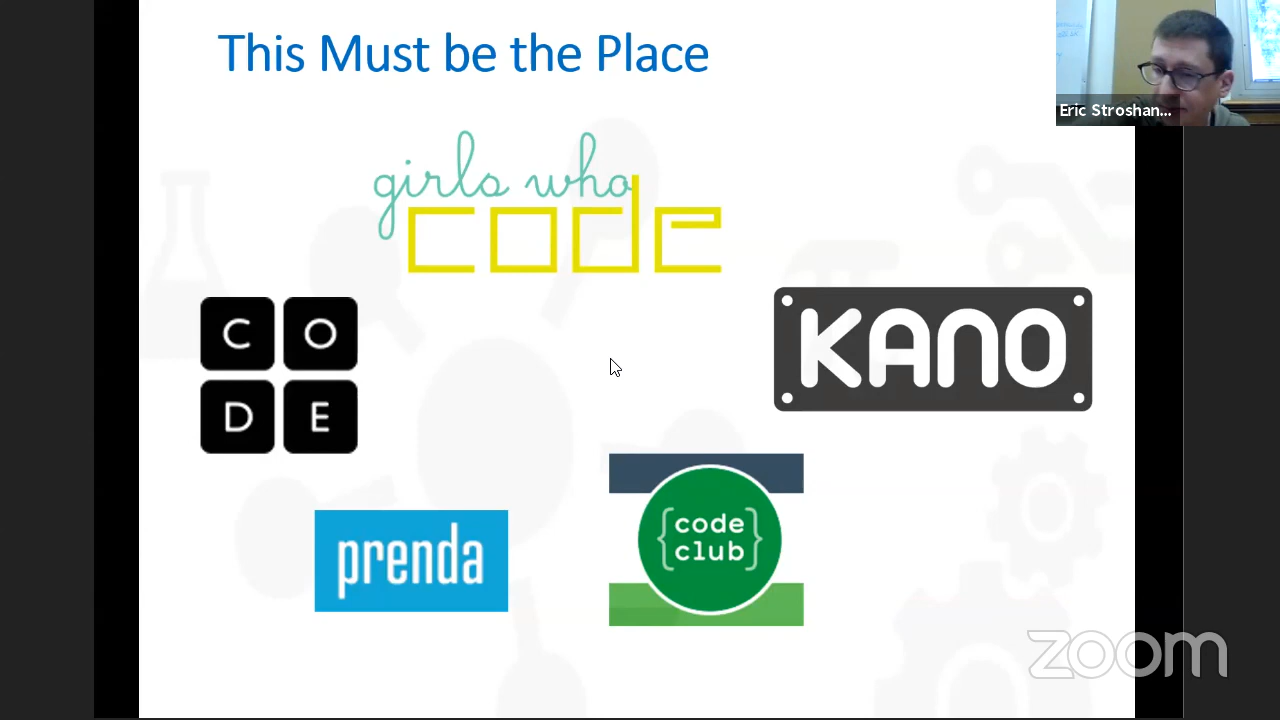 This Must be the Place
Eric Stroshan...
girls who
code
C O
D E
KANO
{code
club}
prenda
zoom